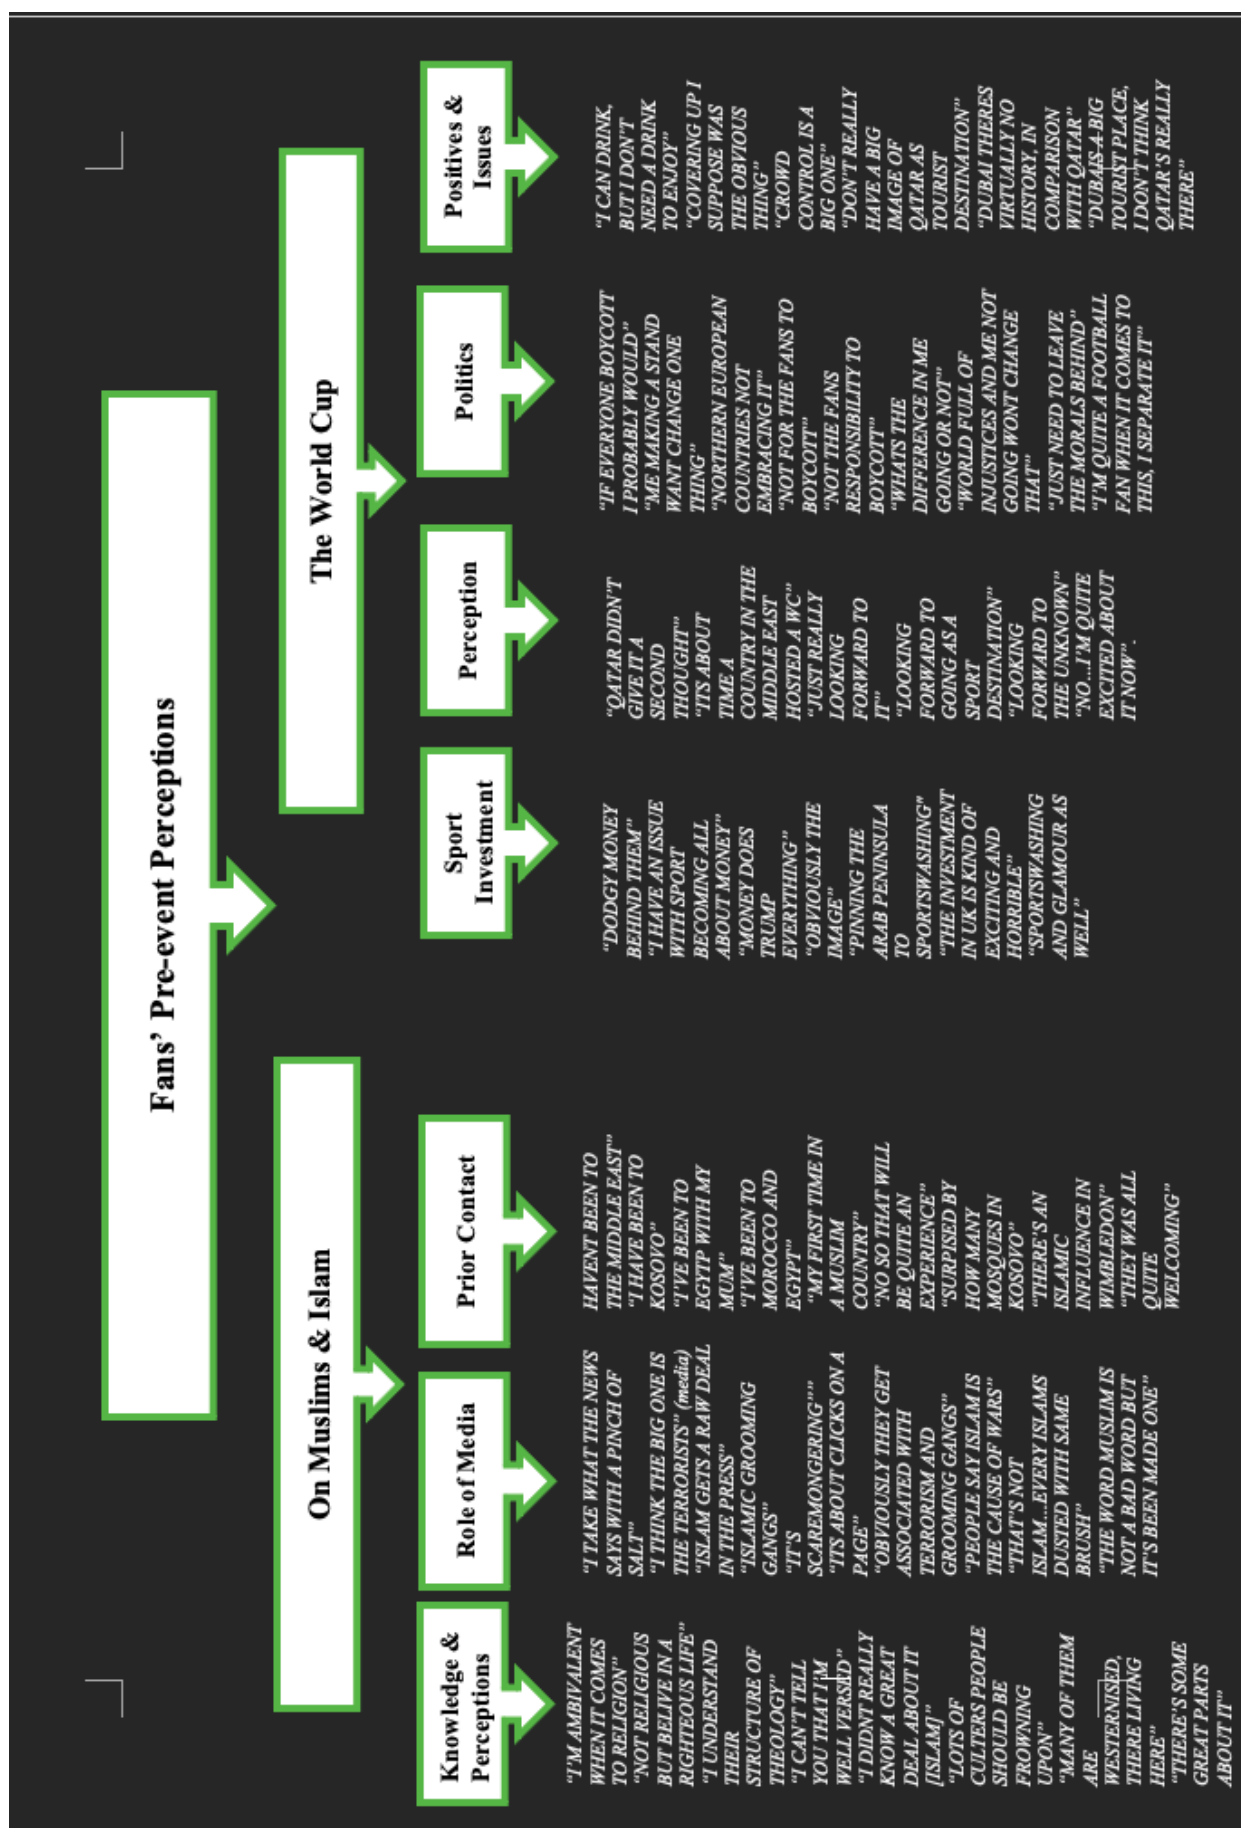 Fans’ Pre-event Perceptions
On Muslims & Islam
The World Cup
Knowledge &
Perceptions
“I'M AMBIVALENT
WHEN IT COMES
TO RELIGION”
“NOT RELIGIOUS
BUT BELIVE IN A
RIGHTEOUS LIFE”
“I UNDERSTAND
THEIR
STRUCTURE OF
THEOLOGY”
“I CAN'T TELL
YOU THAT IM
WELL VERSED”
“I DIDNT REALLY
KNOW A GREAT
DEAL ABOUT IT
[ISLAM]”
“LOTS OF
CULTERS PEOPLE
SHOULD BE
FROWNING
UPON”
“MANY OF THEM
ARE
WESTERNISED,
THERE LIVING
HERE”
“THERE'S SOME
GREAT PARTS
ABOUT IT”
Role of Media
“I TAKE WHAT THE NEWS
SAYS WITH A PINCH OF
SALT”
“I THINK THE BIG ONE IS
THE TERRORISTS” (media)
“ISLAM GETS A RAW DEAL
IN THE PRESS”
“ISLAMIC GROOMING
GANGS”
“IT'S
SCAREMONGERING””
“ITS ABOUT CLICKS ON A
PAGE”
“OBVIOUSLY THEY GET
ASSOCIATED WITH
TERRORISM AND
GROOMING GANGS”
“PEOPLE SAY ISLAM IS
THE CAUSE OF WARS”
“THAT'S NOT
ISLAM...EVERY ISLAMS
DUSTED WITH SAME
BRUSH”
“THE WORD MUSLIM IS
NOT A BAD WORD BUT
IT'S BEEN MADE ONE”
Prior Contact
HAVENT BEEN TO
THE MIDDLE EAST”
“I HAVE BEEN TO
KOSOVO”
“I'VE BEEN TO
EGYTP WITH MY
MUM”
“I'VE BEEN TO
MOROCCO AND
EGYPT”
“MY FIRST TIME IN
A MUSLIM
COUNTRY”
“NO SO THAT WILL
BE QUITE AN
EXPERIENCE”
“SURPISED BY
HOW MANY
MOSQUES IN
KOSOVO”
“THERE'S AN
ISLAMIC
INFLUENCE IN
WIMBLEDON”
“THEY WAS ALL
QUITE
WELCOMING”
Sport
Investment
“DODGY MONEY
BEHIND THEM”
“I HAVE AN ISSUE
WITH SPORT
BECOMING ALL
ABOUT MONEY”
“MONEY DOES
TRUMP
EVERYTHING”
“OBVIOUSLY THE
IMAGE”
“PINNING THE
ARAB PENINSULA
TO
SPORTSWASHING"
“THE INVESTMENT
IN UK IS KIND OF
EXCITING AND
HORRIBLE”
“SPORTSWASHING
AND GLAMOUR AS
WELL”
Perception
“QATAR DIDN'T
GIVE IT A
SECOND
THOUGHT”
“ITS ABOUT
TIME A
COUNTRY IN THE
MIDDLE EAST
HOSTED A WC”
“JUST REALLY
LOOKING
FORWARD TO
IT”
“LOOKING
FORWARD TO
GOING AS A
SPORT
DESTINATION”
“LOOKING
FORWARD TO
THE UNKNOWN”
“NO...I'M QUITE
EXCITED ABOUT
IT NOW”.
Politics
“IF EVERYONE BOYCOTT
I PROBABLY WOULD”
“ME MAKING A STAND
WANT CHANGE ONE
THING”
“NORTHERN EUROPEAN
COUNTRIES NOT
EMBRACING IT”
“NOT FOR THE FANS TO
BOYCOTT”
“NOT THE FANS
RESPONSIBILITY TO
BOYCOTT”
“WHATS THE
DIFFERENCE IN ME
GOING OR NOT”
“WORLD FULL OF
INJUSTICES AND ME NOT
GOING WONT CHANGE
THAT”
“JUST NEED TO LEAVE
TE MORALS BEHIND”
“I'M QUITE A FOOTBALL
FAN WHEN IT COMES TO
THIS, I SEPARATE IT”
Positives &
Issues
“I CAN DRINK,
BUT I DON'T
NEED A DRINK
TO ENJOY”
“COVERING UP I
SUPPOSE WAS
THE OBVIOUS
THING”
“CROWD
CONTROL IS A
BIG ONE”
“DON'T REALLY
HAVE A BIG
IMAGE OF
QATAR AS
TOURIST
DESTINATION”
“DUBAI THERES
VIRTUALLY NO
HISTORY, IN
COMPARISON
WITH QATAR”
“DUBAIS A BIG
TOURIST PLACE,
I DON'T THINK
QATAR'S REALLY
THERE”